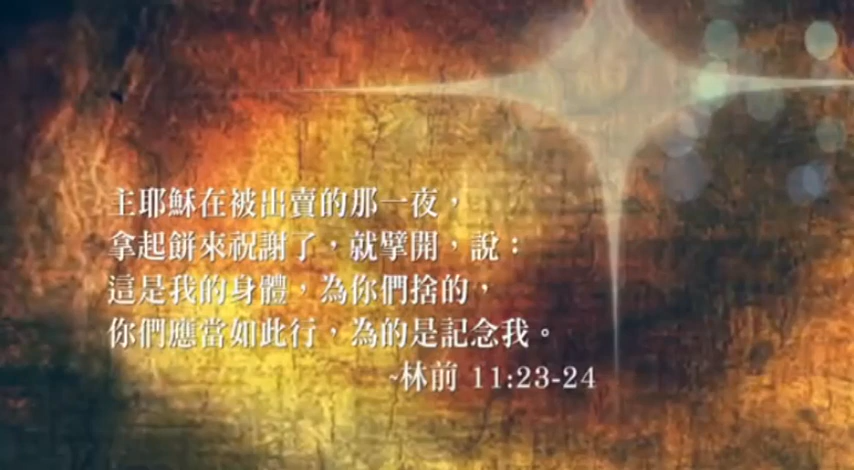 主耶穌在被出賣的那一夜，
拿起餅來祝謝了，就擘開，說：
這是我的身體，為你們捨的，
你們應當如此行，為的是記念我。
~林前 11:23-24